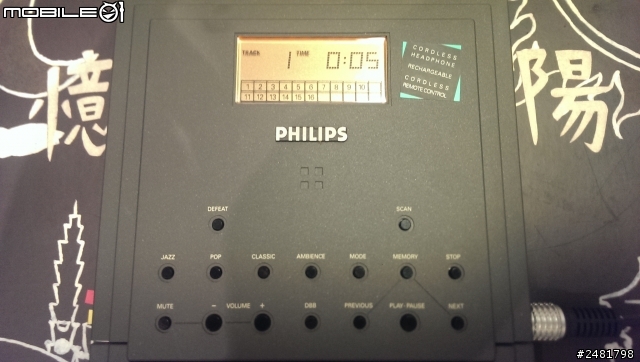 MOBILE01
TRACK 1 TIME 0:05
1 2 3 4 5 6 7 8 9 10
11 12 13 14 15 16
CORDLESS
HEADPHONE
RECHARGEABLE
CORDLESS
REMOTE CONTROL
憶
陽
PHILIPS
DEFEAT SCAN
JAZZ POP CLASSIC AMBIENCE MODE MEMORY STOP
MUTE − VOLUME + DBB PREVIOUS PLAY/PAUSE NEXT
#2481798